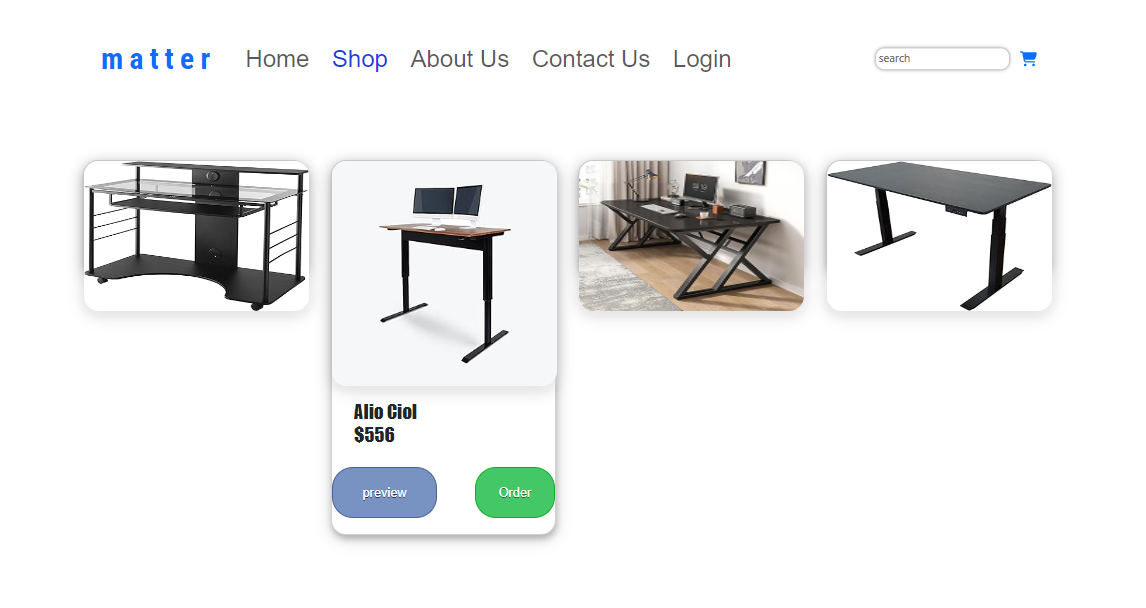 matter Home Shop About Us Contact Us Login search
Alio Ciol
$556
preview Order